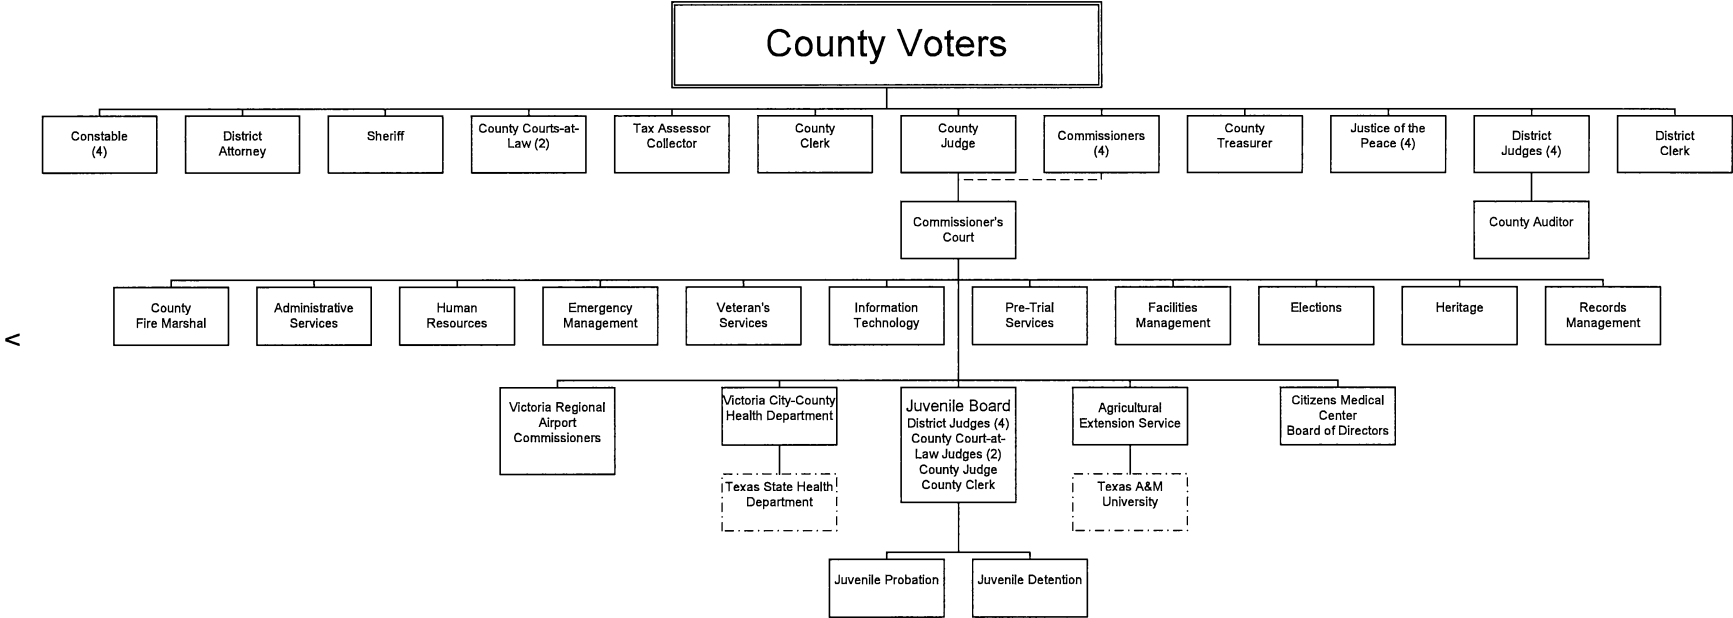 County Voters
Constable
(4)
District
Attorney
Sheriff
County Courts-at-
Law (2)
Tax Assessor
Collector
County
Clerk
County
Judge
Commissioners
(4)
County
Treasurer
Justice of the
Peace (4)
District
Judges (4)
District
Clerk
Commissioner's
Court
County Auditor
County
Fire Marshal
Administrative
Services
Human
Resources
Emergency
Management
Veteran's
Services
Information
Technology
Pre-Trial
Services
Facilities
Management
Elections
Heritage
Records
Management
<
Victoria Regional
Airport
Commissioners
Victoria City-County
Health Department
Juvenile Board
District Judges (4)
County Court-at-
Law Judges (2)
County Judge
County Clerk
Agricultural
Extension Service
Citizens Medical
Center
Board of Directors
Texas State Health
Department
Texas A&M
University
Juvenile Probation
Juvenile Detention